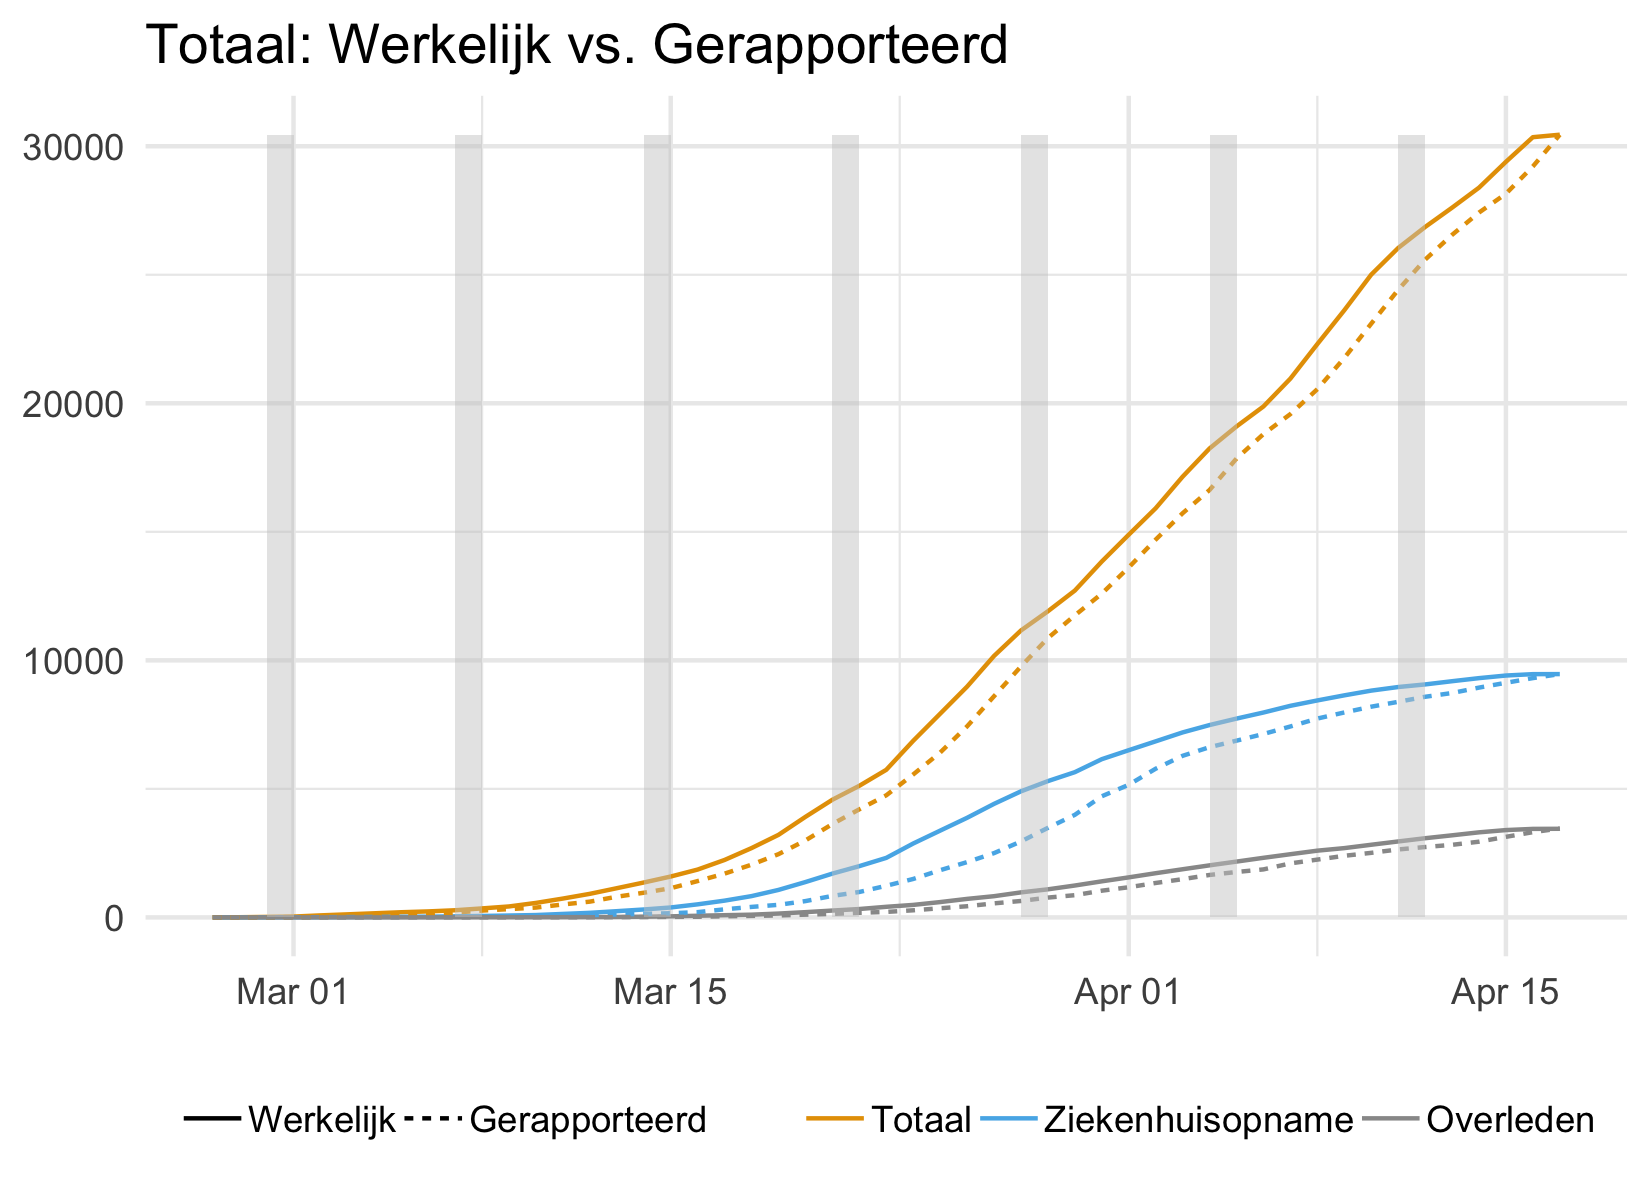 Totaal: Werkelijk vs. Gerapporteerd
30000
20000
10000
0
Mar 01 Mar 15 Apr 01 Apr 15
Werkelijk Gerapporteerd Totaal Ziekenhuisopname Overleden